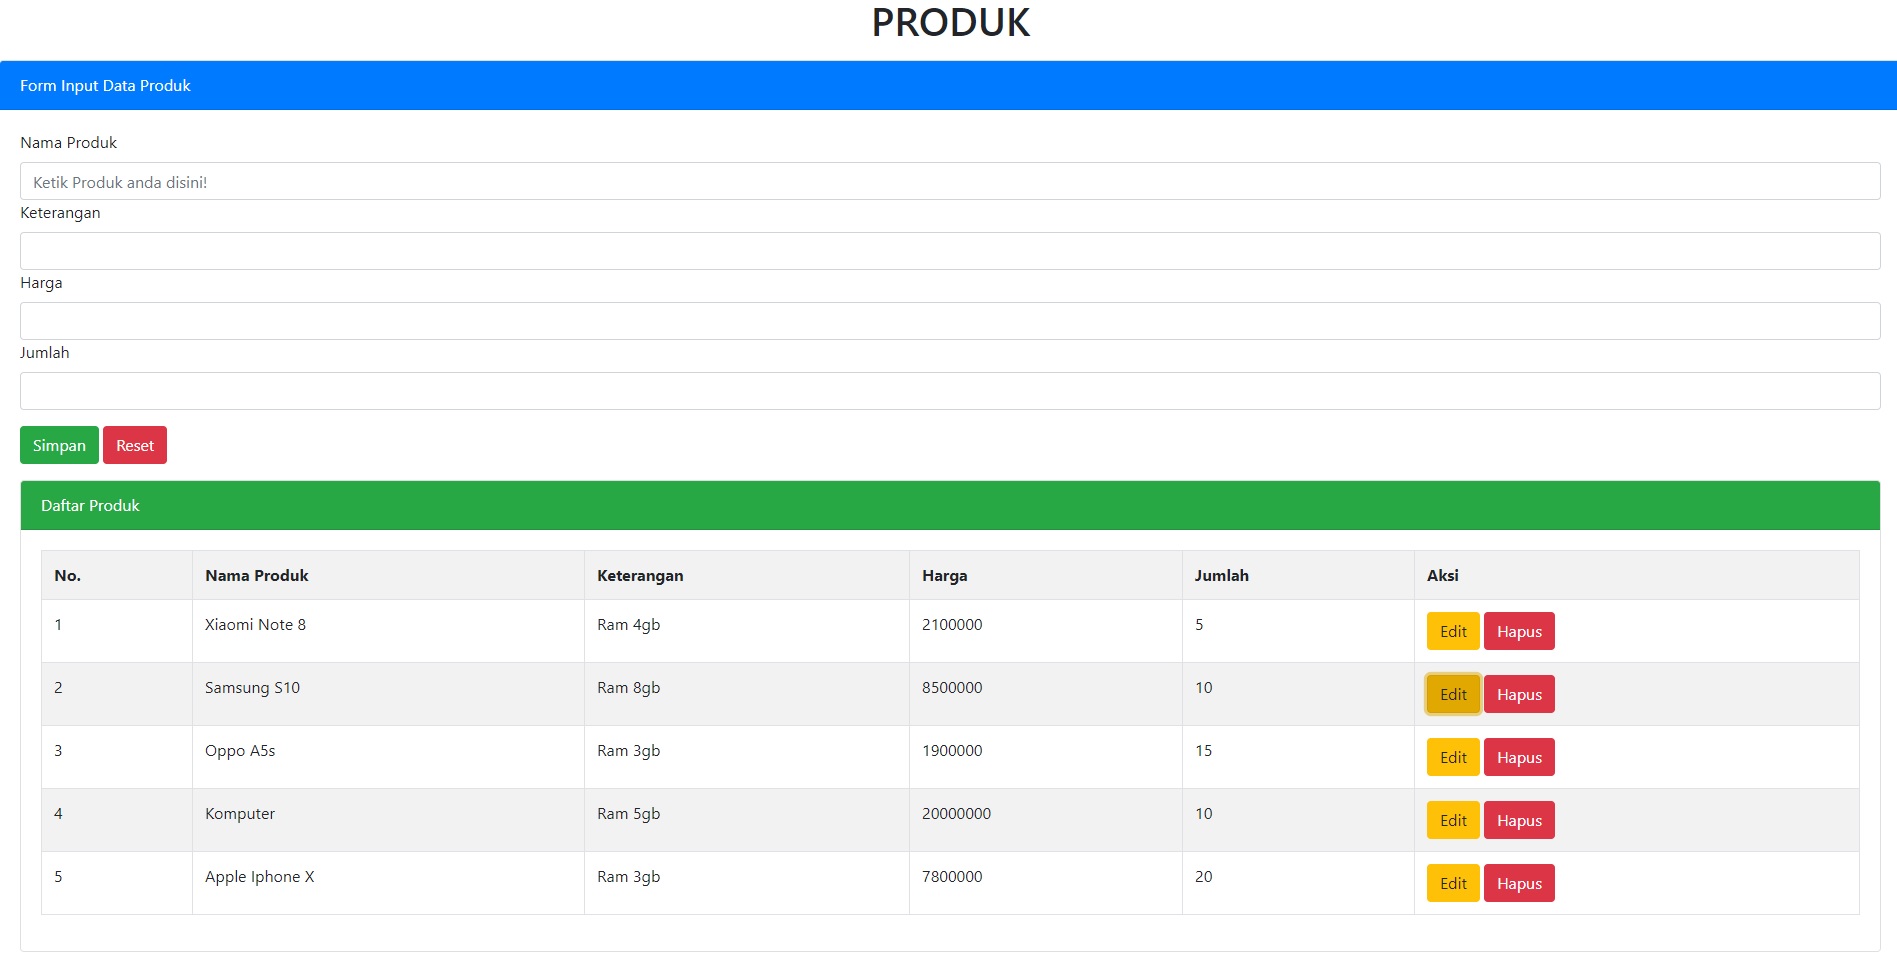 PRODUK
Form Input Data Produk
Nama Produk
Ketik Produk anda disini!
Keterangan
Harga
Jumlah
Simpan Reset
Daftar Produk
No. Nama Produk Keterangan Harga Jumlah Aksi
1 Xiaomi Note 8 Ram 4gb 2100000 5 Edit Hapus
2 Samsung S10 Ram 8gb 8500000 10 Edit Hapus
3 Oppo A5s Ram 3gb 1900000 15 Edit Hapus
4 Komputer Ram 5gb 20000000 10 Edit Hapus
5 Apple Iphone X Ram 3gb 7800000 20 Edit Hapus